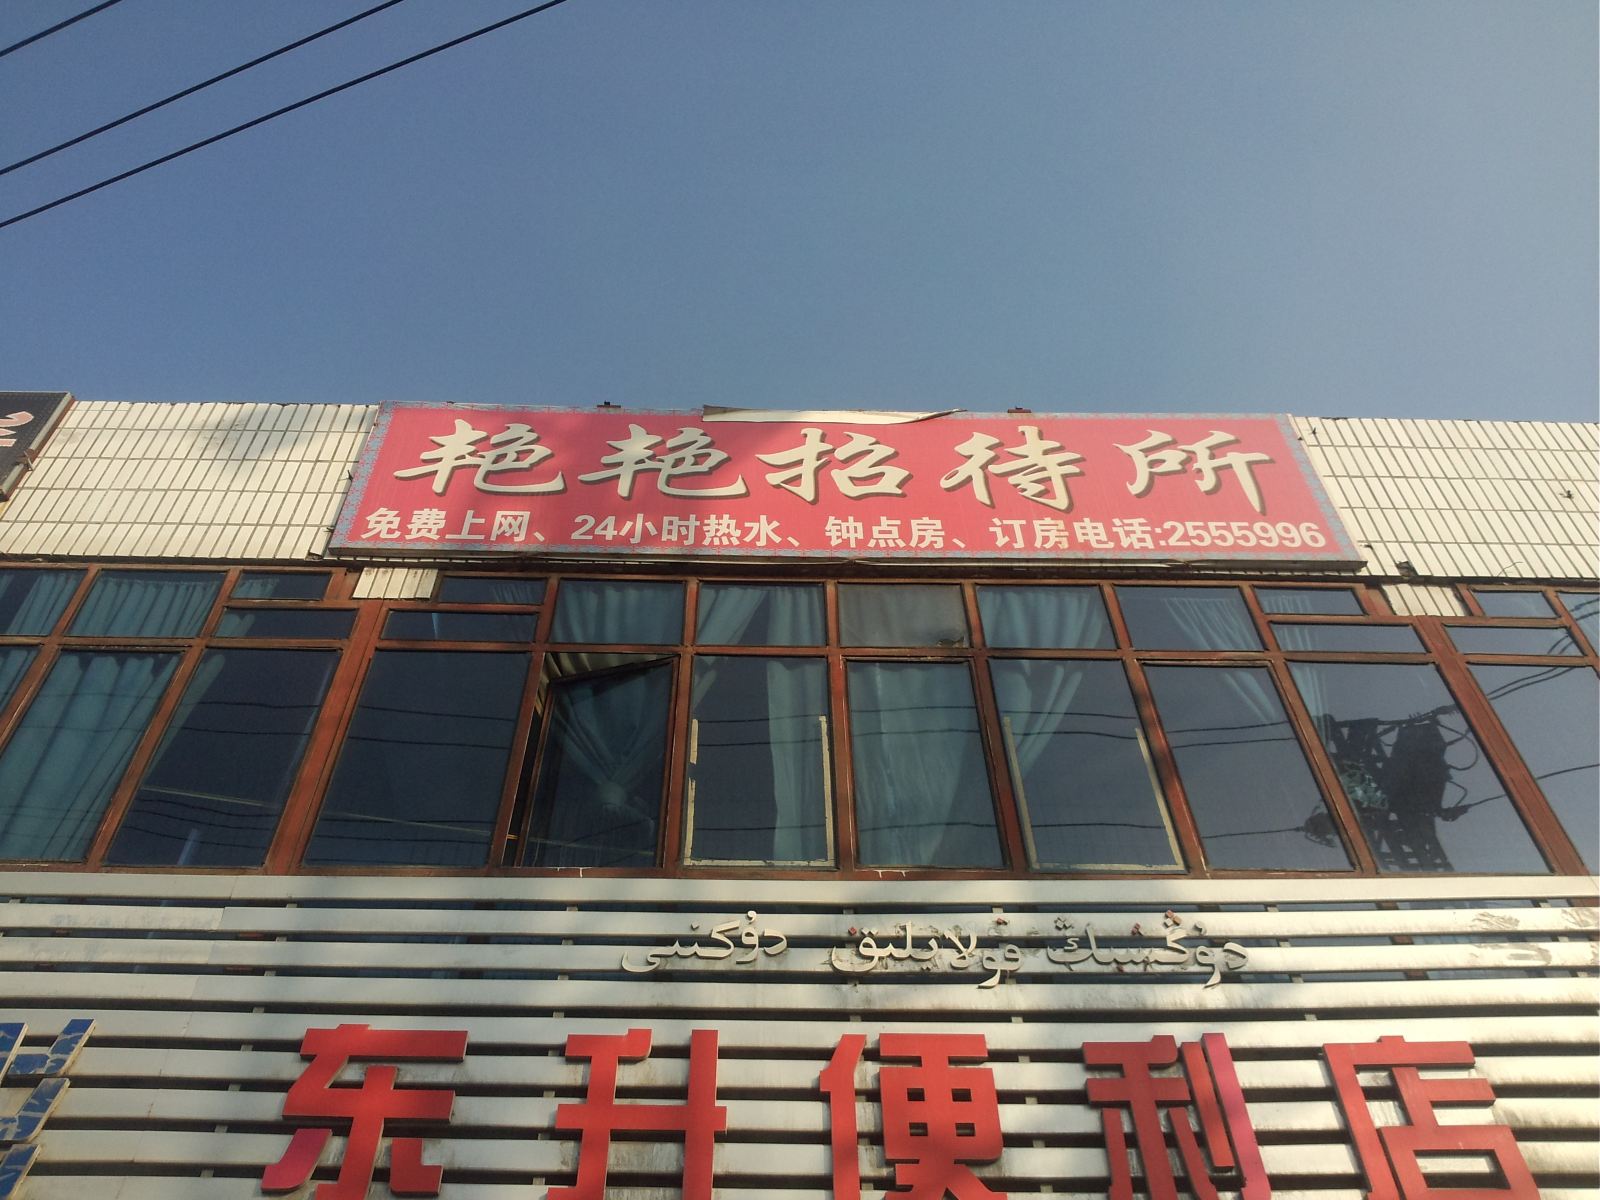 艳艳招待所
免费上网、24小时热水、钟点房、订房电话:2555996
دۇڭشىڭ قولايلىق دۇكىنى
东升便利店